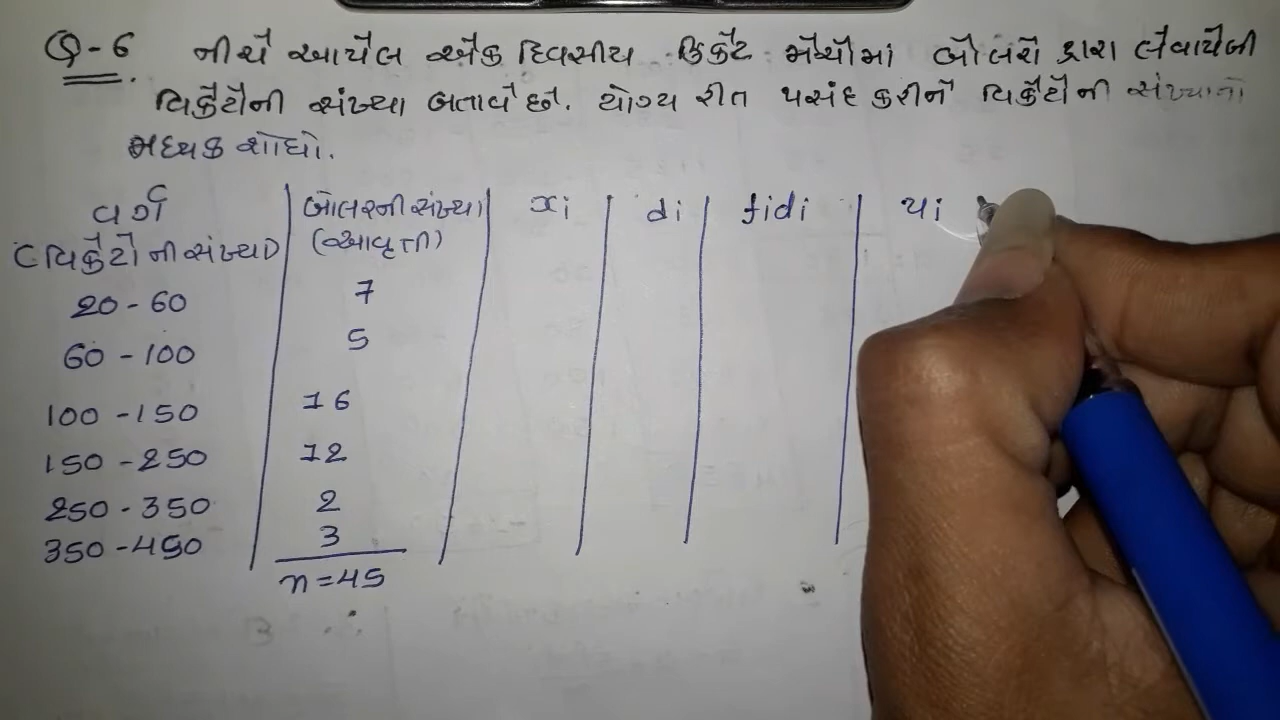 Q-6 નીચે આપેલ એક દિવસીય ક્રિકેટ મેચોમાં બોલરો દ્વારા લેવાયેલી
વિકેટોની સંખ્યા બતાવે છે. યોગ્ય રીત પસંદ કરીને વિકેટોની સંખ્યાનો
મધ્યક શોધો.
વર્ગ બોલરની સંખ્યા xi di fidi યi
(વિકેટોની સંખ્યા) (આવૃત્તી)
20-60 7
60-100 5
100-150 16
150-250 12
250-350 2
350-450 3
n=45